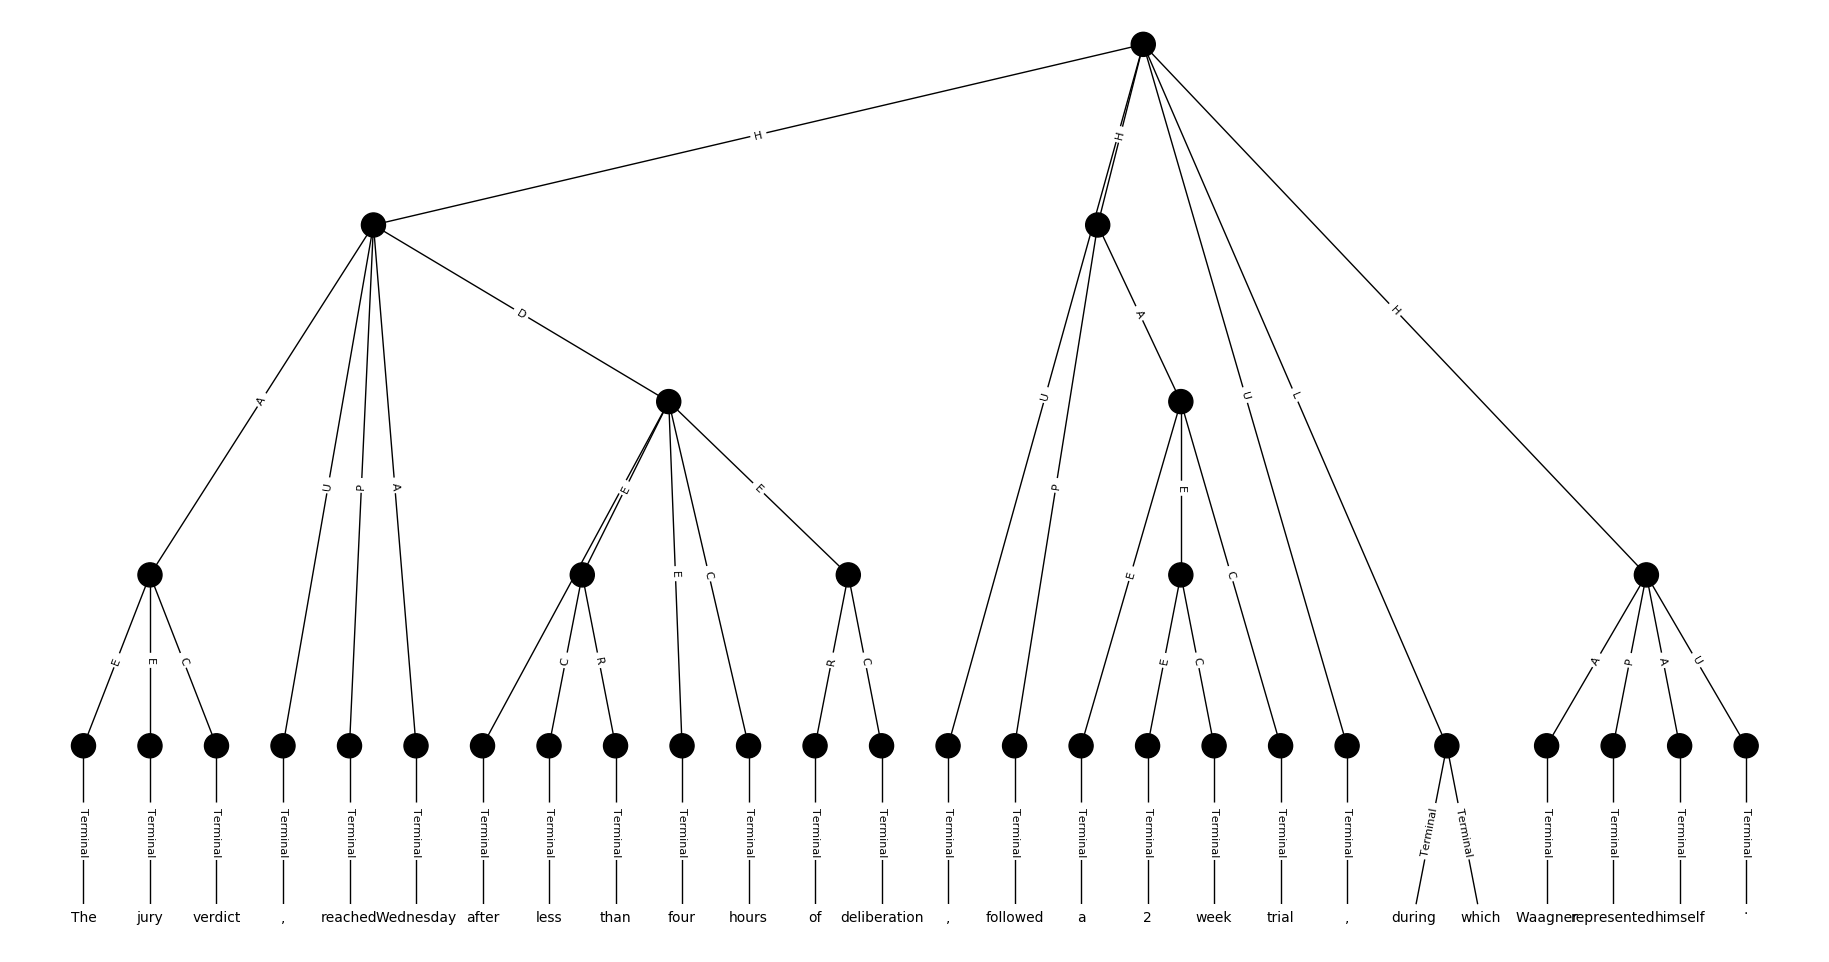 H H
D A H
A U L
U P A E E U P E
E C E C
E E C C R R C E C A P A U
Terminal Terminal Terminal Terminal Terminal Terminal Terminal Terminal Terminal Terminal Terminal Terminal Terminal Terminal Terminal Terminal Terminal Terminal Terminal Terminal Terminal Terminal Terminal Terminal Terminal Terminal
The jury verdict , reached Wednesday after less than four hours of deliberation , followed a 2 week trial , during which Waagner represented himself .